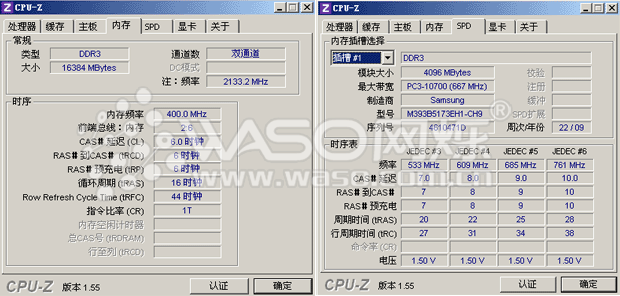 CPU-Z
处理器 缓存 主板 内存 SPD 显卡 关于
常规
类型 DDR3 通道数 双通道
大小 16384 MBytes DC模式
注：频率 2133.2 MHz
时序
内存频率 400.0 MHz
前端总线：内存 2:6
CAS# 延迟 (CL) 6.0 时钟
RAS# 到CAS# (tRCD) 6 时钟
RAS# 预充电 (tRP) 6 时钟
循环周期 (tRAS) 16 时钟
Row Refresh Cycle Time (tRFC) 44 时钟
指令比率 (CR) 1T
内存空闲计时器
总CAS号 (tRDRAM)
行至列 (tRCD)
CPU-Z 版本 1.55 认证 确定
CPU-Z
处理器 缓存 主板 内存 SPD 显卡 关于
内存插槽选择
插槽 #1 DDR3
模块大小 4096 MBytes 校验
最大带宽 PC3-10700 (667 MHz) 注册
制造商 Samsung 缓冲
型号 M393B5173EH1-CH9 SPD扩展
序列号 4810471D 周次/年份 22 / 09
时序表
JEDEC #3 JEDEC #4 JEDEC #5 JEDEC #6
频率 533 MHz 609 MHz 685 MHz 761 MHz
CAS# 延迟 7.0 8.0 9.0 10.0
RAS# 到CAS# 7 8 9 10
RAS# 预充电 7 8 9 10
周期时间 (tRAS) 20 22 25 28
行周期时间 (tRC) 27 31 34 38
命令率 (CR)
电压 1.50 V 1.50 V 1.50 V 1.50 V
CPU-Z 版本 1.55 认证 确定